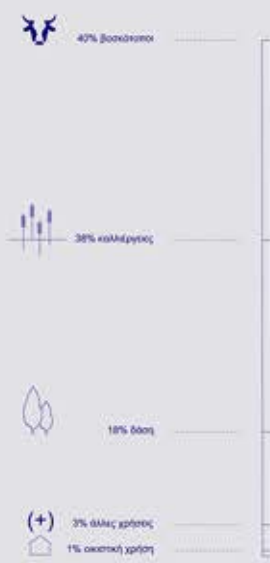 40% βοσκότοποι
38% καλλιέργειες
18% δάση
(+) 3% άλλες χρήσεις
1% οικιστική χρήση